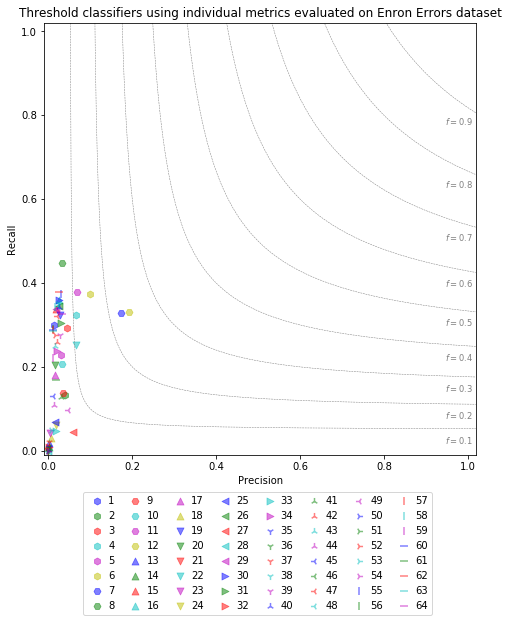 Threshold classifiers using individual metrics evaluated on Enron Errors dataset
1.0
0.8
0.6
0.4
0.2
0.0
Recall
f = 0.9
f = 0.8
f = 0.7
f = 0.6
f = 0.5
f = 0.4
f = 0.3
f = 0.2
f = 0.1
0.0 0.2 0.4 0.6 0.8 1.0
Precision
1 9 17 25 33 41 49 57
2 10 18 26 34 42 50 58
3 11 19 27 35 43 51 59
4 12 20 28 36 44 52 60
5 13 21 29 37 45 53 61
6 14 22 30 38 46 54 62
7 15 23 31 39 47 55 63
8 16 24 32 40 48 56 64